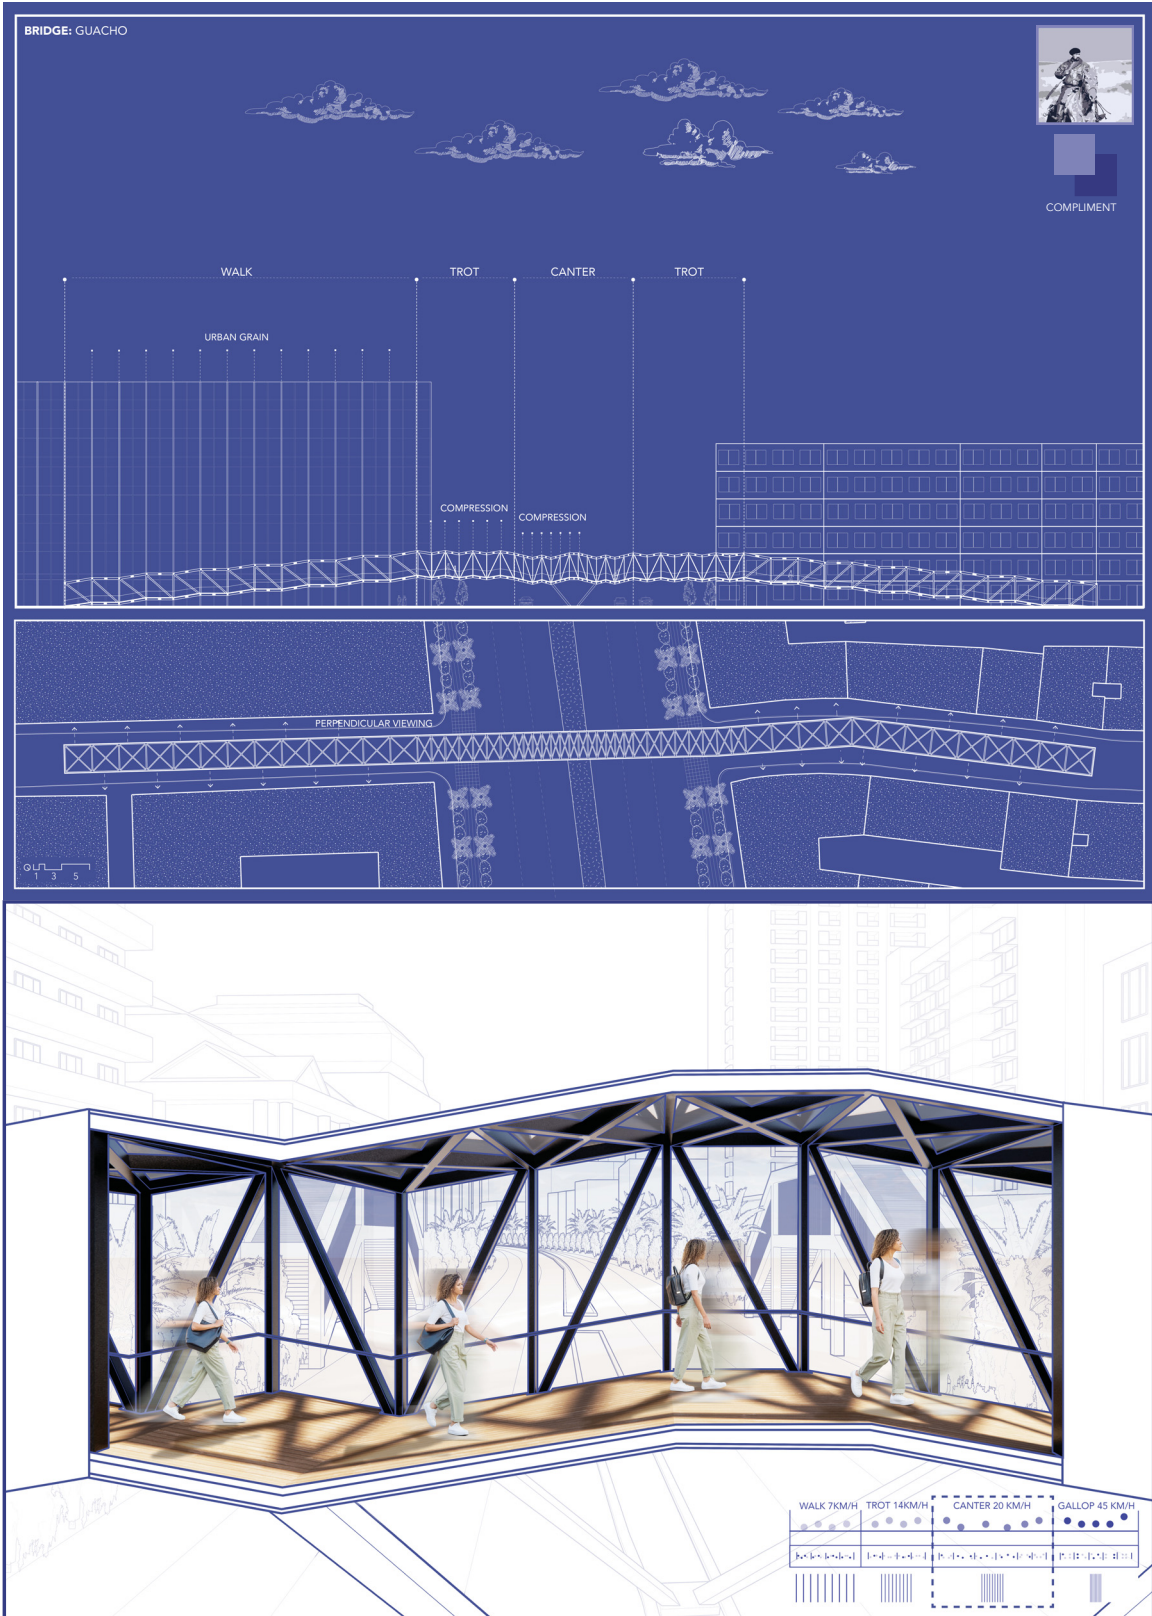 BRIDGE: GUACHO
COMPLIMENT
WALK
TROT
CANTER
TROT
URBAN GRAIN
COMPRESSION
COMPRESSION
PERPENDICULAR VIEWING
1 3 5
WALK 7KM/H
TROT 14KM/H
CANTER 20 KM/H
GALLOP 45 KM/H